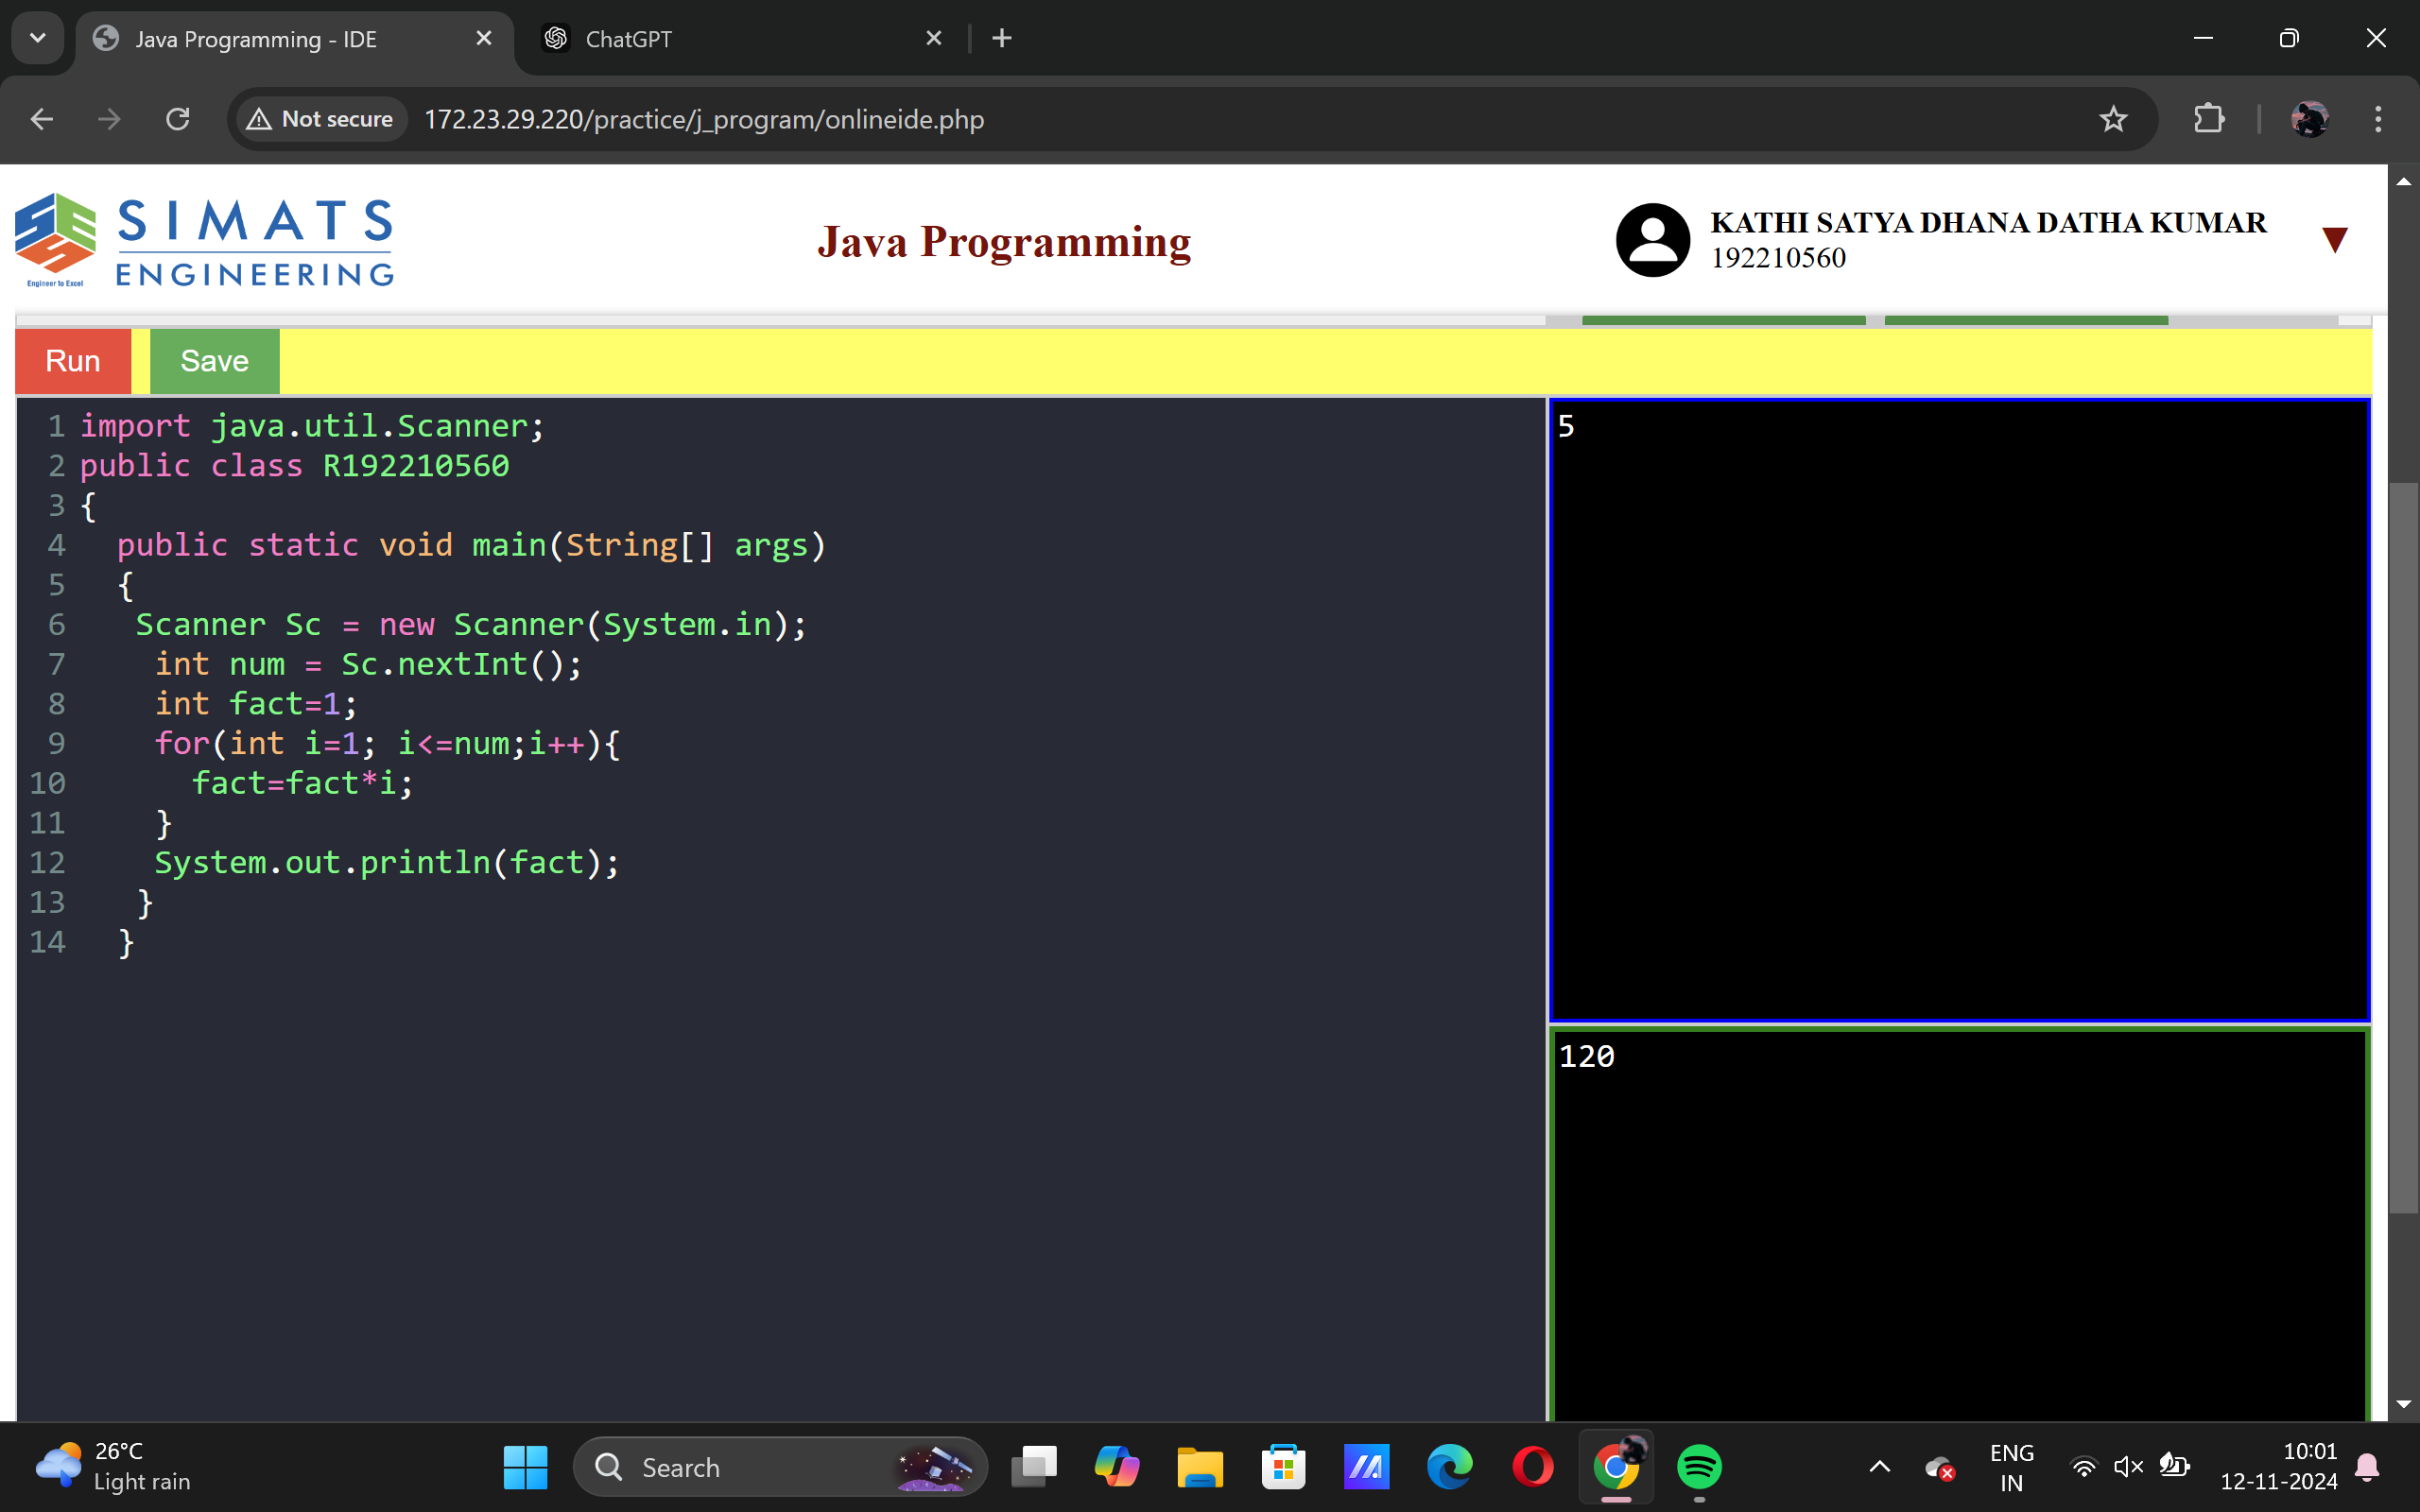 Java Programming - IDE
ChatGPT
Not secure
172.23.29.220/practice/j_program/onlineide.php
SIMATS
ENGINEERING
Engineer to Excel
Java Programming
KATHI SATYA DHANA DATHA KUMAR
192210560
Run
Save
1 import java.util.Scanner;
2 public class R192210560
3 {
4   public static void main(String[] args)
5   {
6    Scanner Sc = new Scanner(System.in);
7     int num = Sc.nextInt();
8     int fact=1;
9     for(int i=1; i<=num;i++){
10       fact=fact*i;
11     }
12     System.out.println(fact);
13    }
14   }
5
120
26°C
Light rain
Search
ENG
IN
10:01
12-11-2024